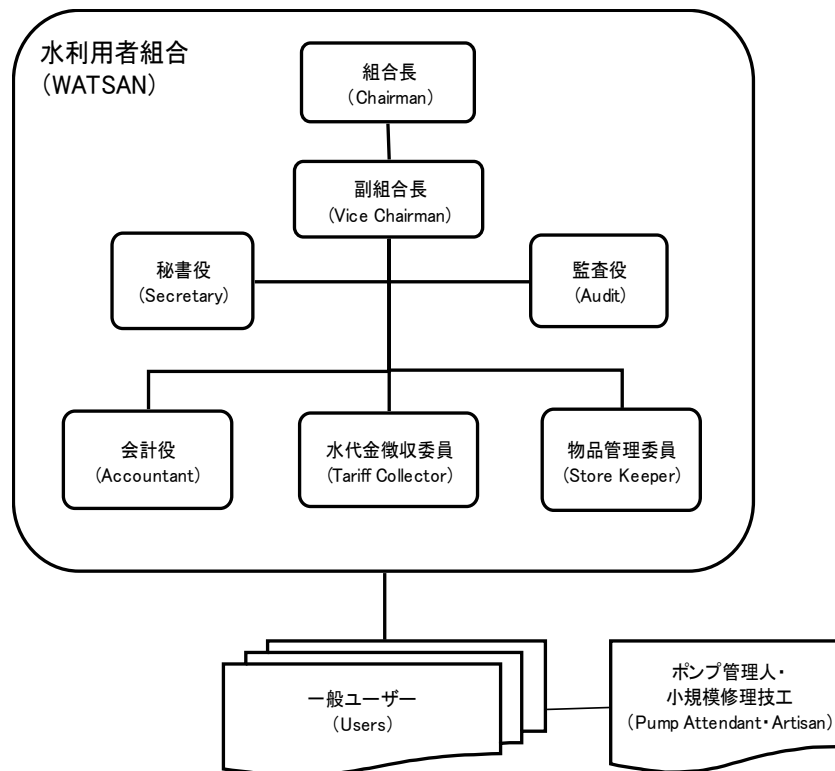 水利用者組合
(WATSAN)
組合長
(Chairman)
副組合長
(Vice Chairman)
秘書役
(Secretary)
監査役
(Audit)
会計役
(Accountant)
水代金徴収委員
(Tariff Collector)
物品管理委員
(Store Keeper)
一般ユーザー
(Users)
ポンプ管理人・
小規模修理技工
(Pump Attendant・Artisan)